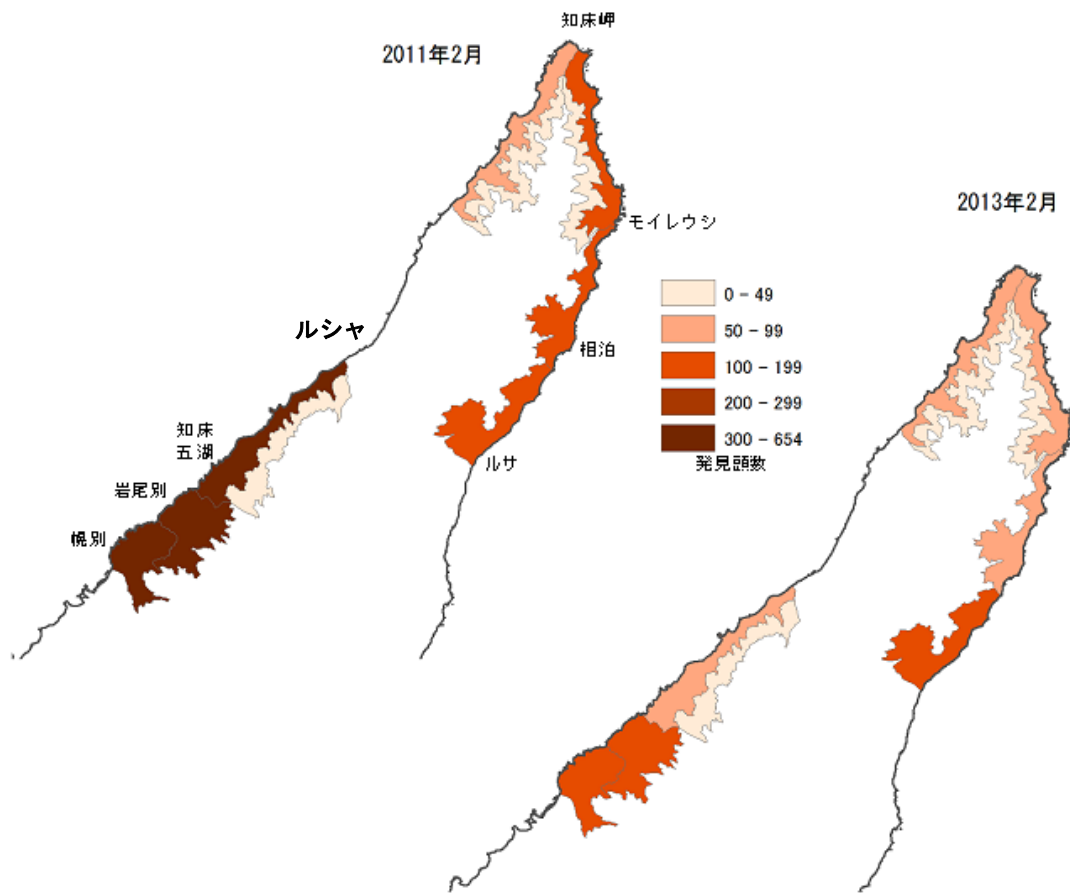 知床岬
2011年2月
2013年2月
モイレウシ
0 – 49
50 – 99
100 – 199
200 – 299
300 – 654
発見頭数
ルシャ
相泊
知床
五湖
ルサ
岩尾別
幌別